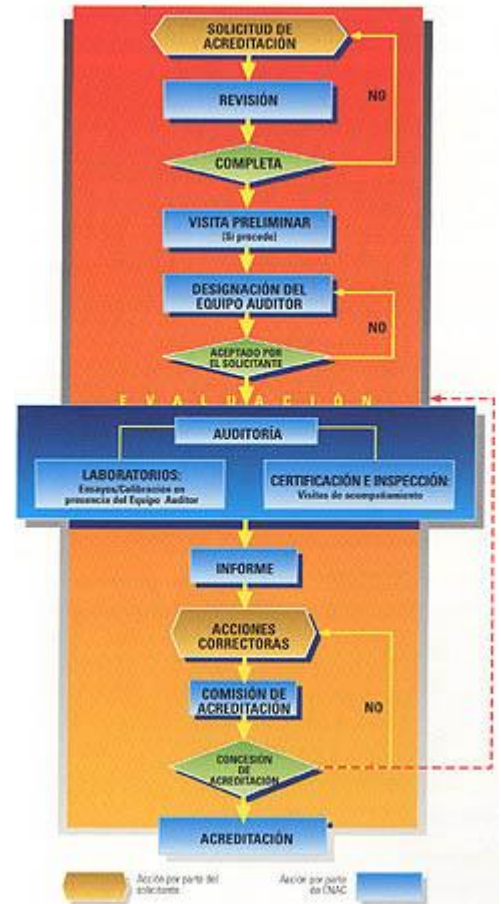 SOLICITUD DE
ACREDITACIÓN
NO
REVISIÓN
COMPLETA
VISITA PRELIMINAR
(Si procede)
DESIGNACIÓN DEL
EQUIPO AUDITOR
NO
ACEPTADO POR
EL SOLICITANTE
EVALUACIÓN
AUDITORÍA
LABORATORIOS:
Ensayos/Calibración en
presencia del Equipo Auditor
CERTIFICACIÓN E INSPECCIÓN:
Visitas de acompañamiento
INFORME
ACCIONES
CORRECTORAS
COMISIÓN DE
ACREDITACIÓN
NO
CONCESIÓN
DE
ACREDITACIÓN
ACREDITACIÓN
Acción por parte del
solicitante
Acción por parte
de ENAC